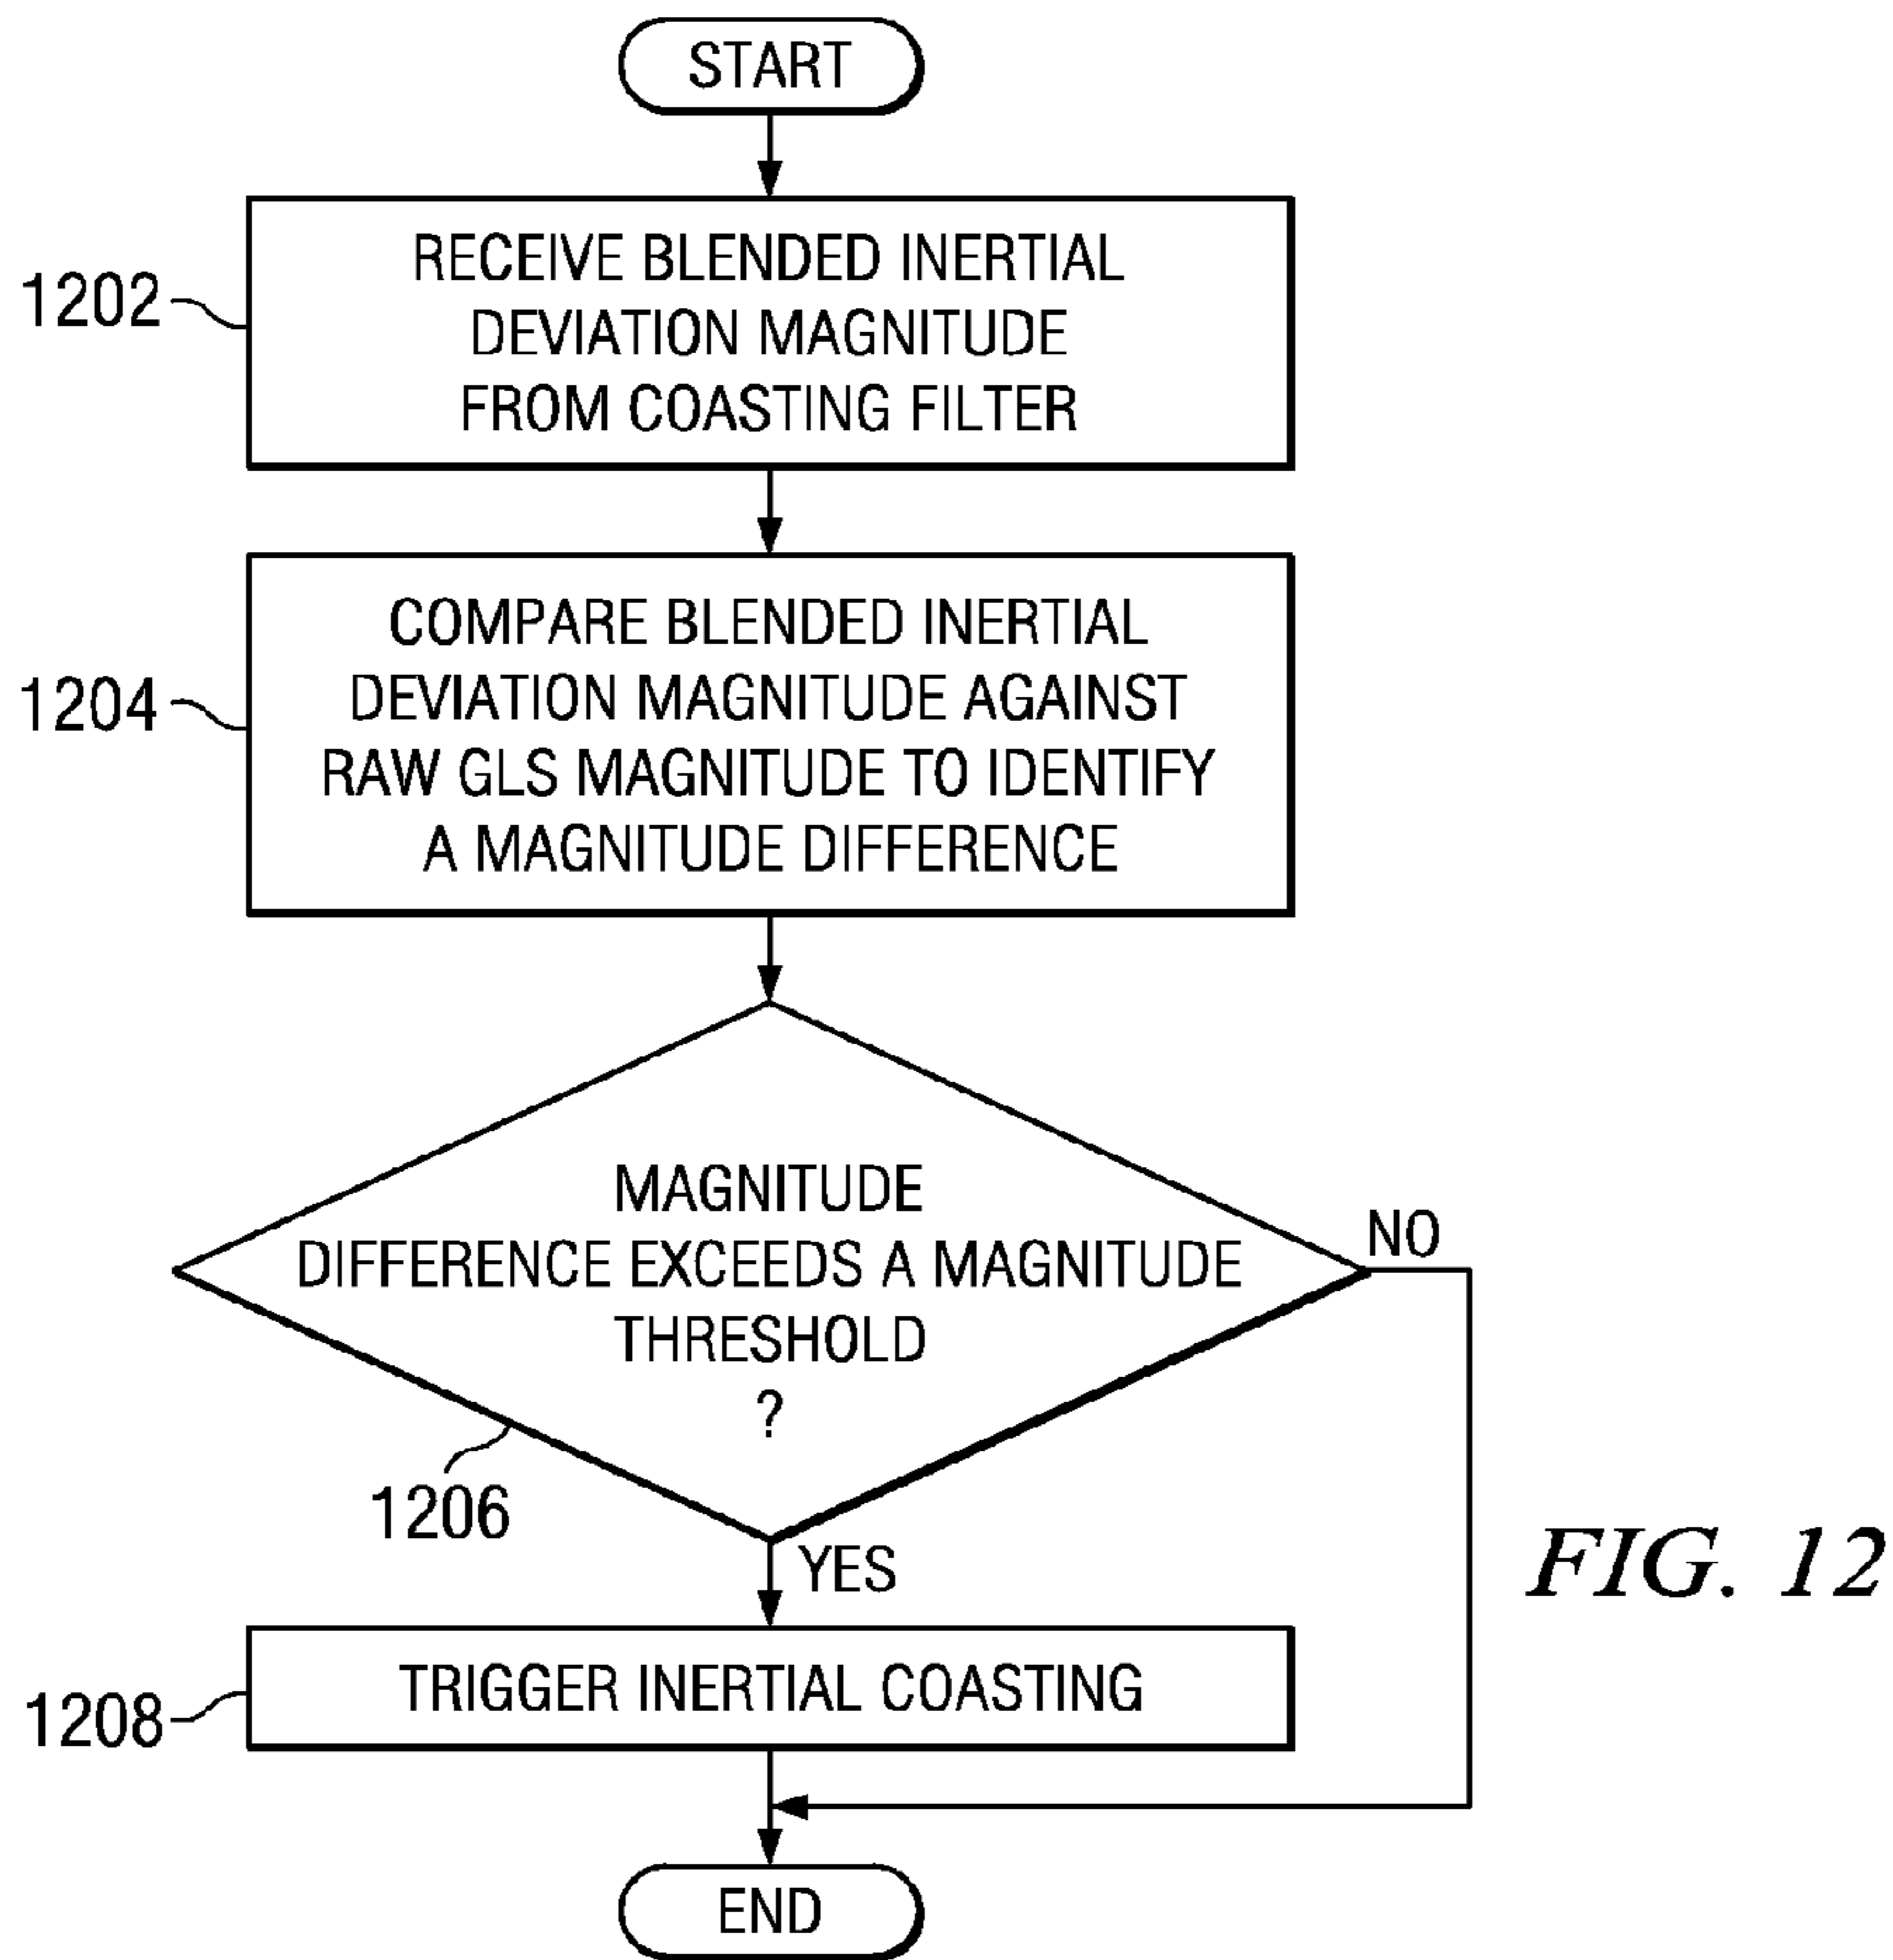 START
1202
RECEIVE BLENDED INERTIAL
DEVIATION MAGNITUDE
FROM COASTING FILTER
1204
COMPARE BLENDED INERTIAL
DEVIATION MAGNITUDE AGAINST
RAW GLS MAGNITUDE TO IDENTIFY
A MAGNITUDE DIFFERENCE
MAGNITUDE
DIFFERENCE EXCEEDS A MAGNITUDE
THRESHOLD
?
NO
1206
YES
FIG. 12
1208
TRIGGER INERTIAL COASTING
END